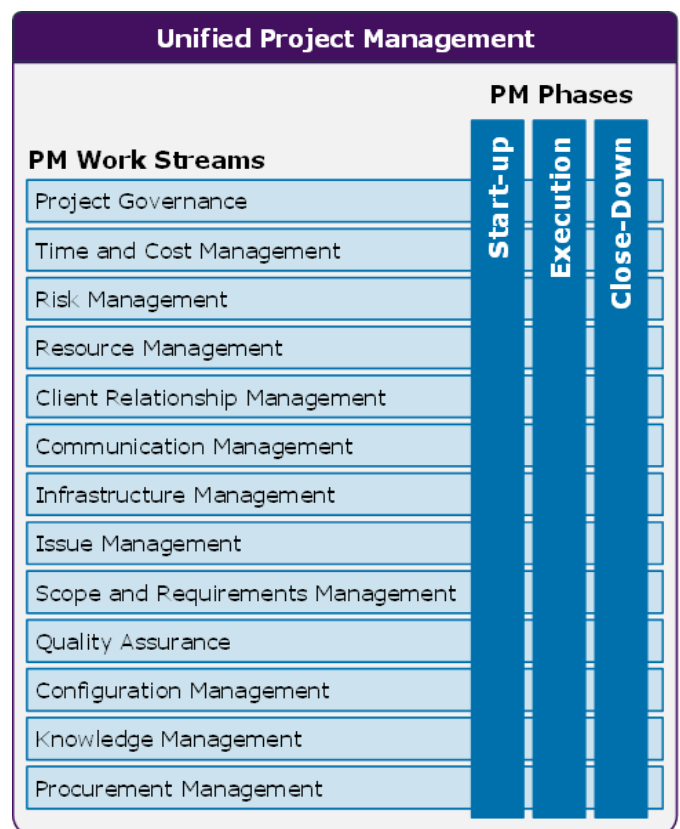 Unified Project Management
PM Phases
Start-up
Execution
Close-Down
PM Work Streams
Project Governance
Time and Cost Management
Risk Management
Resource Management
Client Relationship Management
Communication Management
Infrastructure Management
Issue Management
Scope and Requirements Management
Quality Assurance
Configuration Management
Knowledge Management
Procurement Management